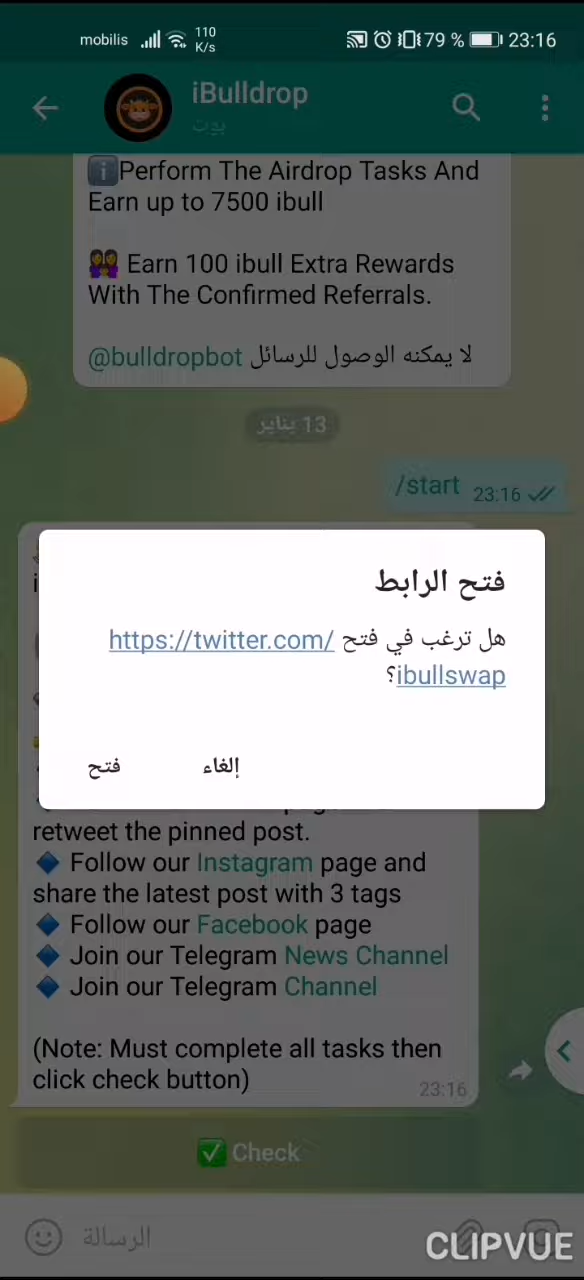 mobilis 110 K/s 79 % 23:16
iBulldrop
بوت
Perform The Airdrop Tasks And
Earn up to 7500 ibull
Earn 100 ibull Extra Rewards
With The Confirmed Referrals.
@bulldropbot لا يمكنه الوصول للرسائل
13 يناير
/start 23:16
فتح الرابط
هل ترغب في فتح https://twitter.com/
ibullswap؟
إلغاء
فتح
retweet the pinned post.
Follow our Instagram page and
share the latest post with 3 tags
Follow our Facebook page
Join our Telegram News Channel
Join our Telegram Channel
(Note: Must complete all tasks then
click check button)
23:16
Check
الرسالة
CLIPVUE